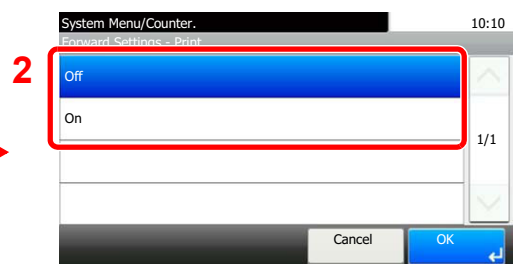 System Menu/Counter. 10:10
Forward Settings - Print
2
Off
On
1/1
Cancel OK